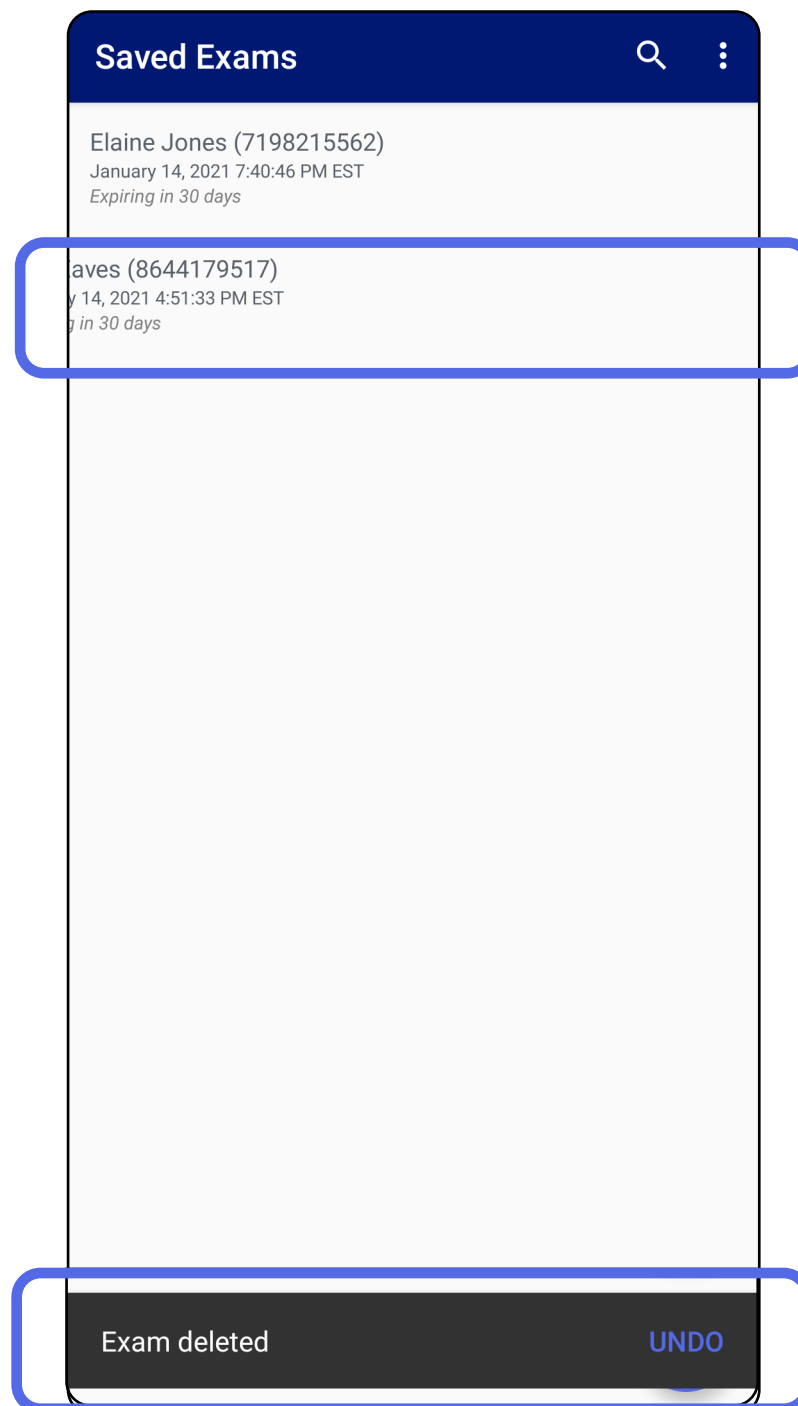 Saved Exams
Elaine Jones (7198215562)
January 14, 2021 7:40:46 PM EST
Expiring in 30 days
aves (8644179517)
14, 2021 4:51:33 PM EST
in 30 days
Exam deleted UNDO